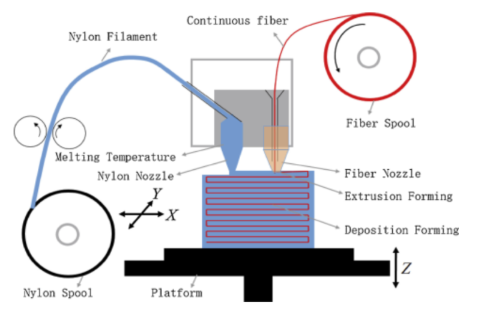 Continuous fiber
Nylon Filament
Fiber Spool
Melting Temperature
Nylon Nozzle
Fiber Nozzle
Extrusion Forming
Y
X
Deposition Forming
Z
Nylon Spool
Platform